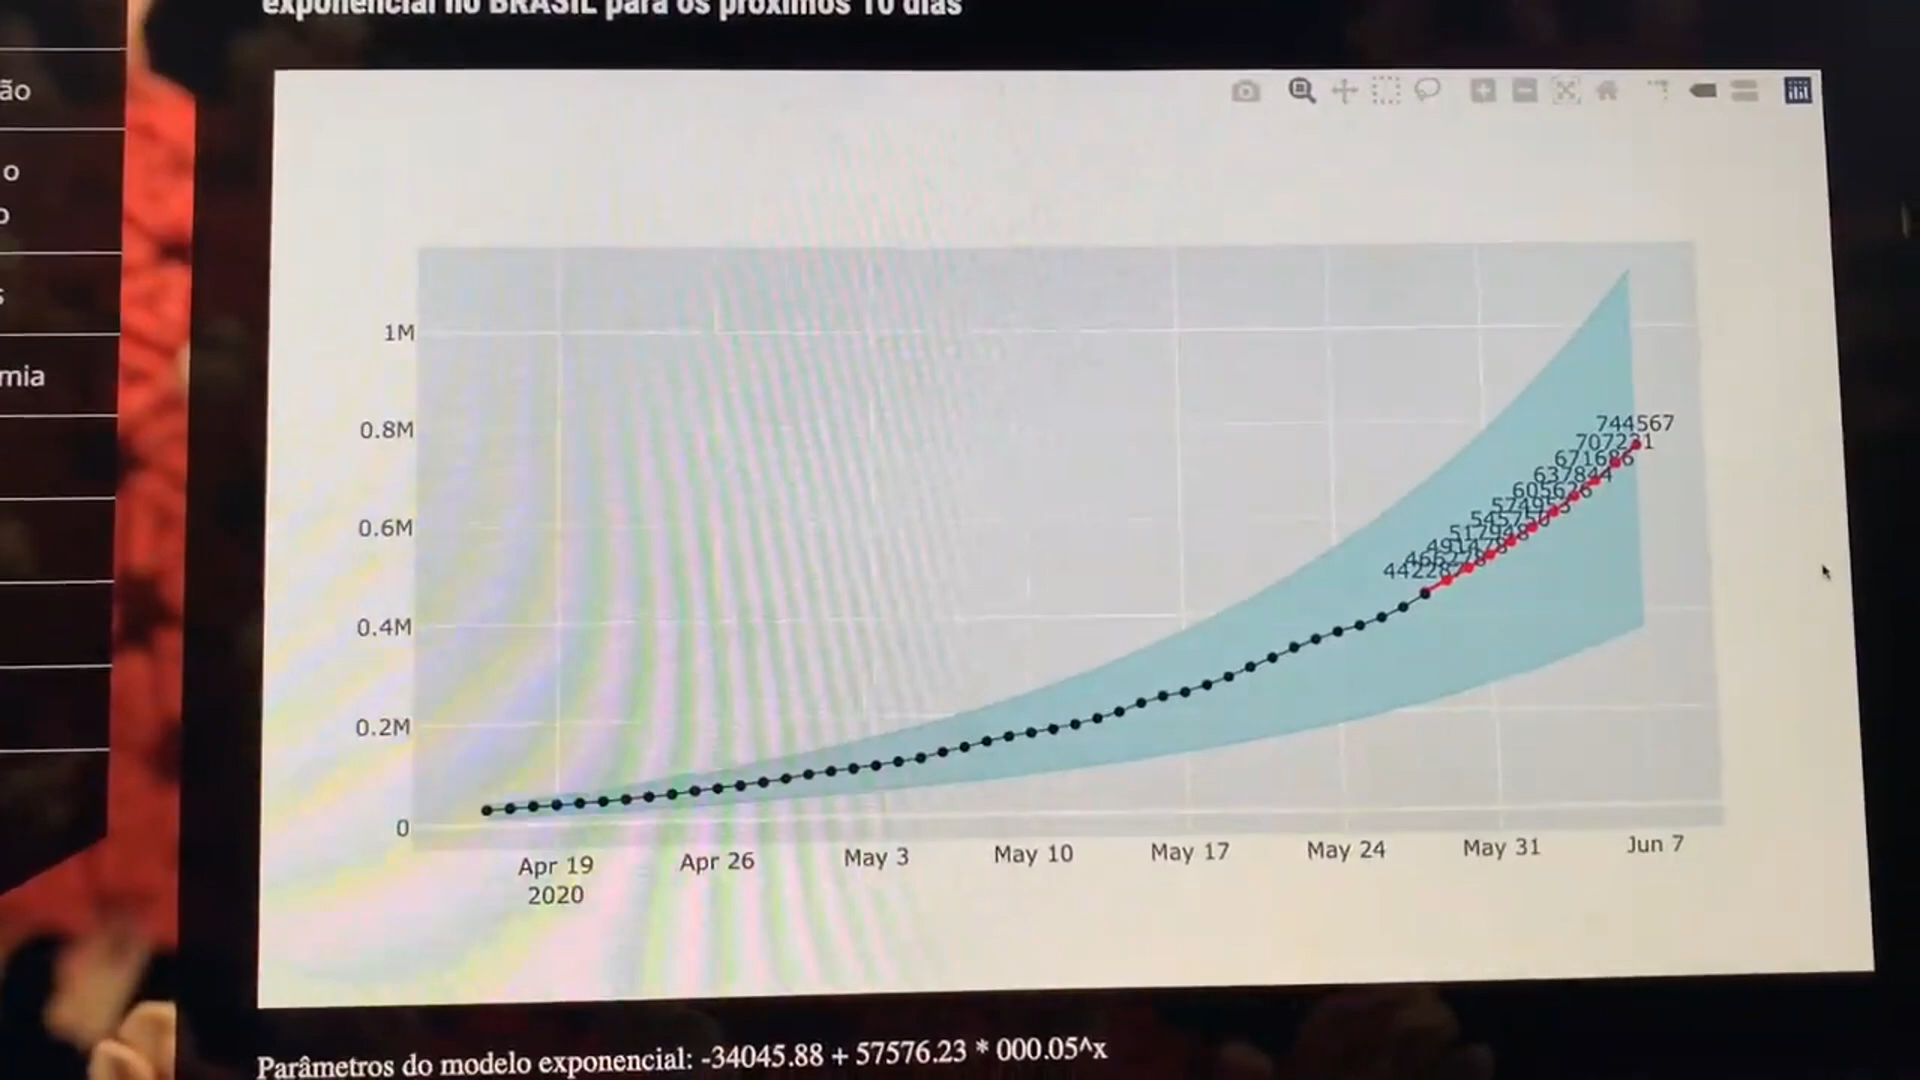 exponencial no BRASIL para os próximos 10 dias
ão
o
o
s
mia
1M
0.8M
0.6M
0.4M
0.2M
0
744567
707231
671686
637844
Apr 19
2020
Apr 26
May 3
May 10
May 17
May 24
May 31
Jun 7
Parâmetros do modelo exponencial: -34045.88 + 57576.23 * 000.05^x